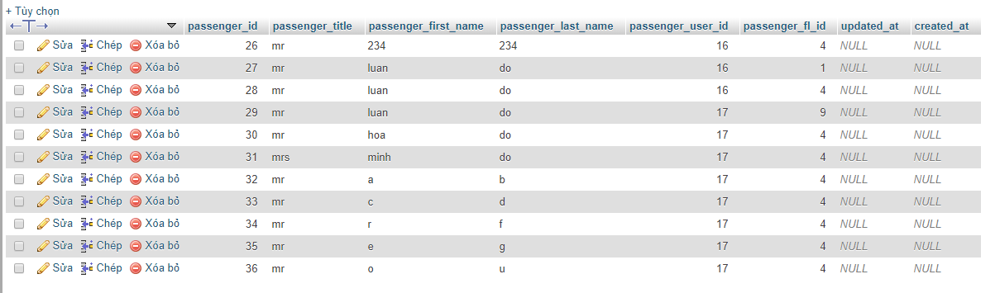 + Tùy chọn
passenger_id passenger_title passenger_first_name passenger_last_name passenger_user_id passenger_fl_id updated_at created_at
Sửa Chép Xóa bỏ 26 mr 234 234 16 4 NULL NULL
Sửa Chép Xóa bỏ 27 mr luan do 16 1 NULL NULL
Sửa Chép Xóa bỏ 28 mr luan do 16 4 NULL NULL
Sửa Chép Xóa bỏ 29 mr luan do 17 9 NULL NULL
Sửa Chép Xóa bỏ 30 mr hoa do 17 4 NULL NULL
Sửa Chép Xóa bỏ 31 mrs minh do 17 4 NULL NULL
Sửa Chép Xóa bỏ 32 mr a b 17 4 NULL NULL
Sửa Chép Xóa bỏ 33 mr c d 17 4 NULL NULL
Sửa Chép Xóa bỏ 34 mr r f 17 4 NULL NULL
Sửa Chép Xóa bỏ 35 mr e g 17 4 NULL NULL
Sửa Chép Xóa bỏ 36 mr o u 17 4 NULL NULL